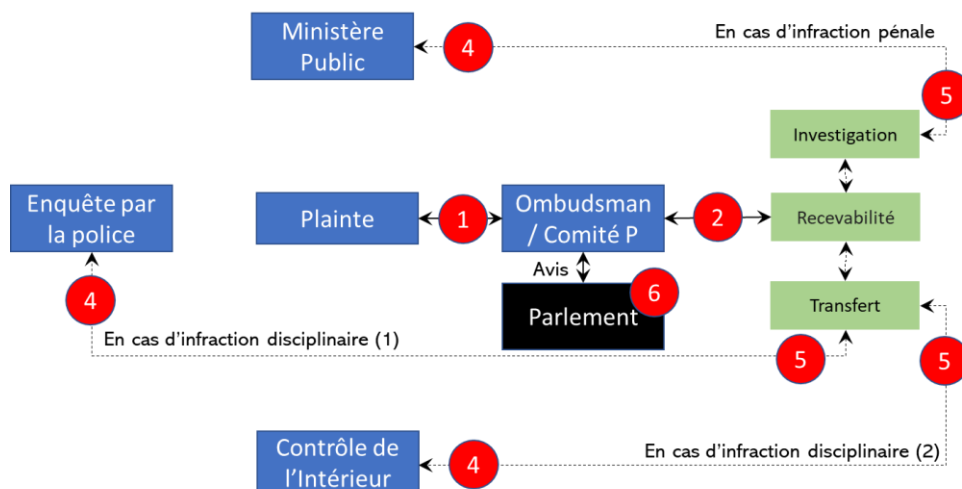 Ministère
Public
4
En cas d'infraction pénale
5
Investigation
Enquête par
la police
Plainte
1
Ombudsman
/ Comité P
2
Recevabilité
Avis
4
6
Parlement
Transfert
En cas d'infraction disciplinaire (1)
5
5
Contrôle de
l'Intérieur
4
En cas d'infraction disciplinaire (2)